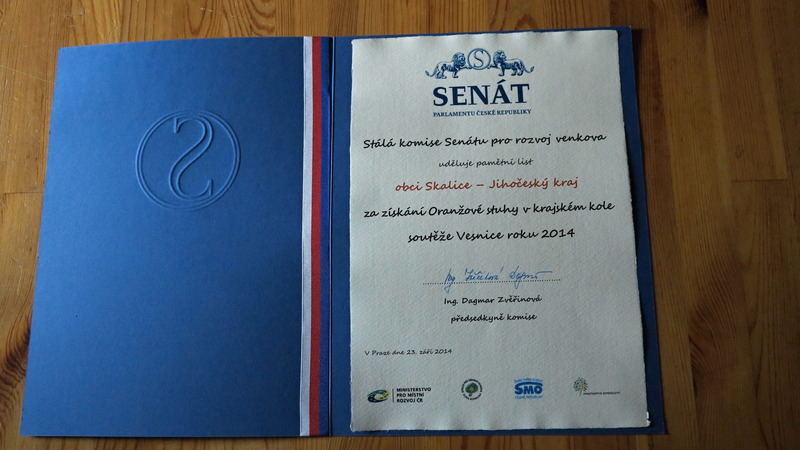 S
SENÁT
PARLAMENTU ČESKÉ REPUBLIKY
Stálá komise Senátu pro rozvoj venkova
uděluje pamětní list
obci Skalice – Jihočeský kraj
za získání Oranžové stuhy v krajském kole
soutěže Vesnice roku 2014
Ing. Dagmar Zvěřinová
předsedkyně komise
V Praze dne 23. září 2014
MINISTERSTVO
PRO MÍSTNÍ
ROZVOJ ČR
SMO